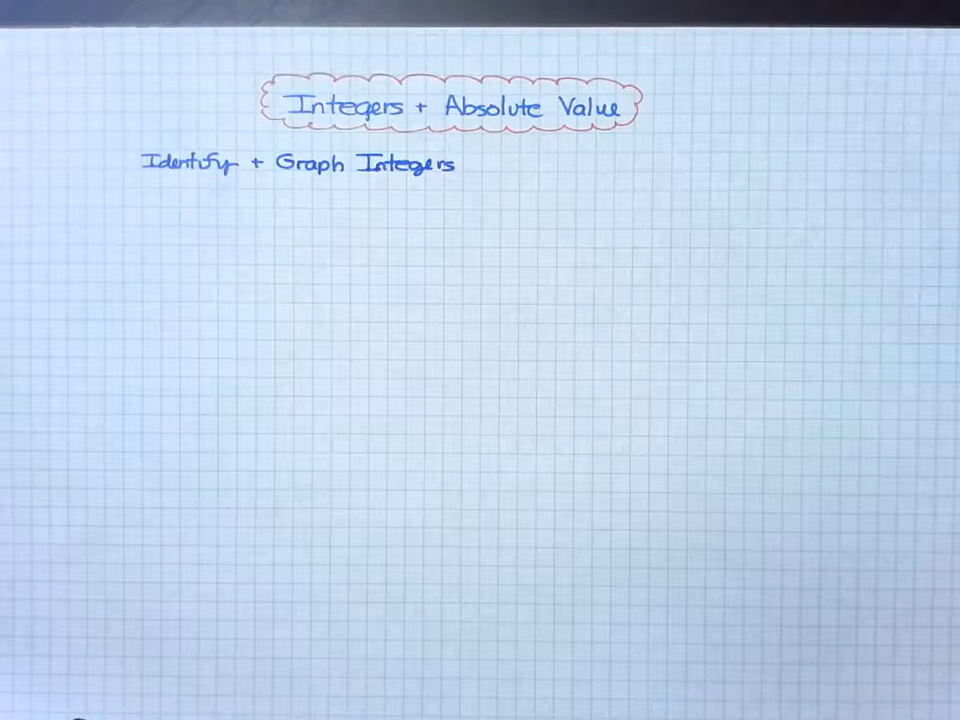 Integers + Absolute Value
Identify + Graph Integers